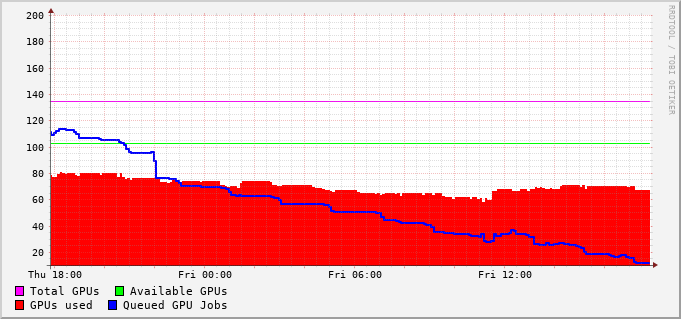 RRDTOOL / TOBI OETIKER
200
180
160
140
120
100
80
60
40
20
Thu 18:00 Fri 00:00 Fri 06:00 Fri 12:00
Total GPUs Available GPUs
GPUs used Queued GPU Jobs